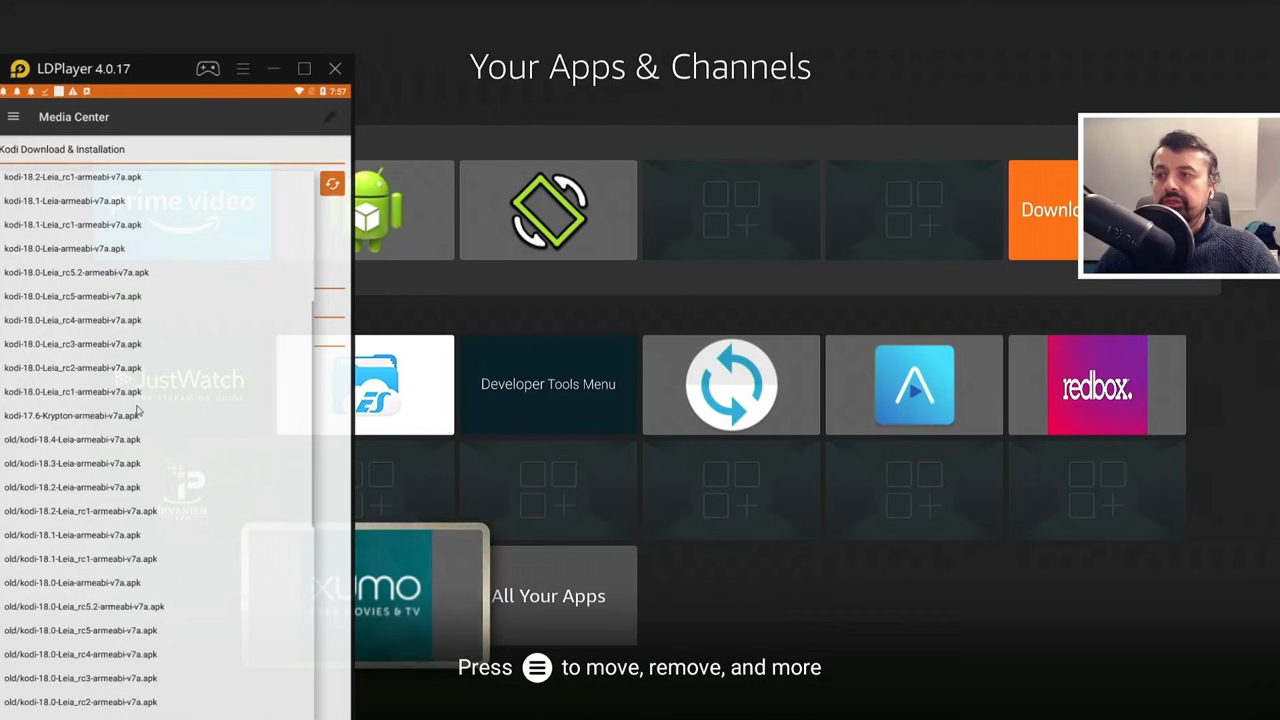 Your Apps & Channels
LDPlayer 4.0.17
7:57
Media Center
Kodi Download & Installation
kodi-18.2-Leia_rc1-armeabi-v7a.apk
kodi-18.1-Leia-armeabi-v7a.apk
kodi-18.1-Leia_rc1-armeabi-v7a.apk
kodi-18.0-Leia-armeabi-v7a.apk
kodi-18.0-Leia_rc5.2-armeabi-v7a.apk
kodi-18.0-Leia_rc5-armeabi-v7a.apk
kodi-18.0-Leia_rc4-armeabi-v7a.apk
kodi-18.0-Leia_rc3-armeabi-v7a.apk
kodi-18.0-Leia_rc2-armeabi-v7a.apk
kodi-18.0-Leia_rc1-armeabi-v7a.apk
kodi-17.6-Krypton-armeabi-v7a.apk
old/kodi-18.4-Leia-armeabi-v7a.apk
old/kodi-18.3-Leia-armeabi-v7a.apk
old/kodi-18.2-Leia-armeabi-v7a.apk
old/kodi-18.2-Leia_rc1-armeabi-v7a.apk
old/kodi-18.1-Leia-armeabi-v7a.apk
old/kodi-18.1-Leia_rc1-armeabi-v7a.apk
old/kodi-18.0-Leia-armeabi-v7a.apk
old/kodi-18.0-Leia_rc5.2-armeabi-v7a.apk
old/kodi-18.0-Leia_rc5-armeabi-v7a.apk
old/kodi-18.0-Leia_rc4-armeabi-v7a.apk
old/kodi-18.0-Leia_rc3-armeabi-v7a.apk
old/kodi-18.0-Leia_rc2-armeabi-v7a.apk
prime video
Downlo
JustWatch
ES
Developer Tools Menu
redbox.
xumo
MOVIES & TV
All Your Apps
Press to move, remove, and more